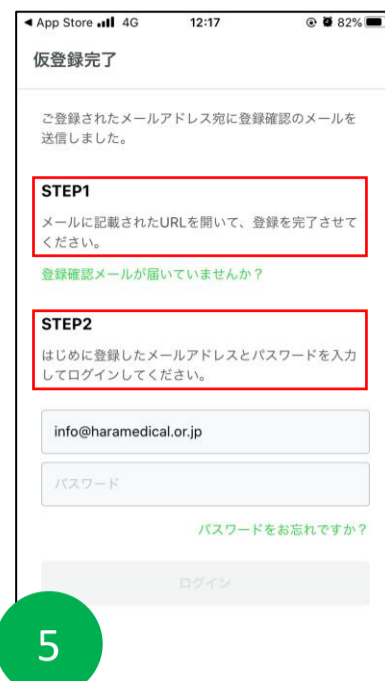 App Store 4G 12:17 82%
仮登録完了
ご登録されたメールアドレス宛に登録確認のメールを
送信しました。
STEP1
メールに記載されたURLを開いて、登録を完了させて
ください。
登録確認メールが届いていませんか？
STEP2
はじめに登録したメールアドレスとパスワードを入力
してログインしてください。
info@haramedical.or.jp
パスワード
パスワードをお忘れですか？
ログイン
5